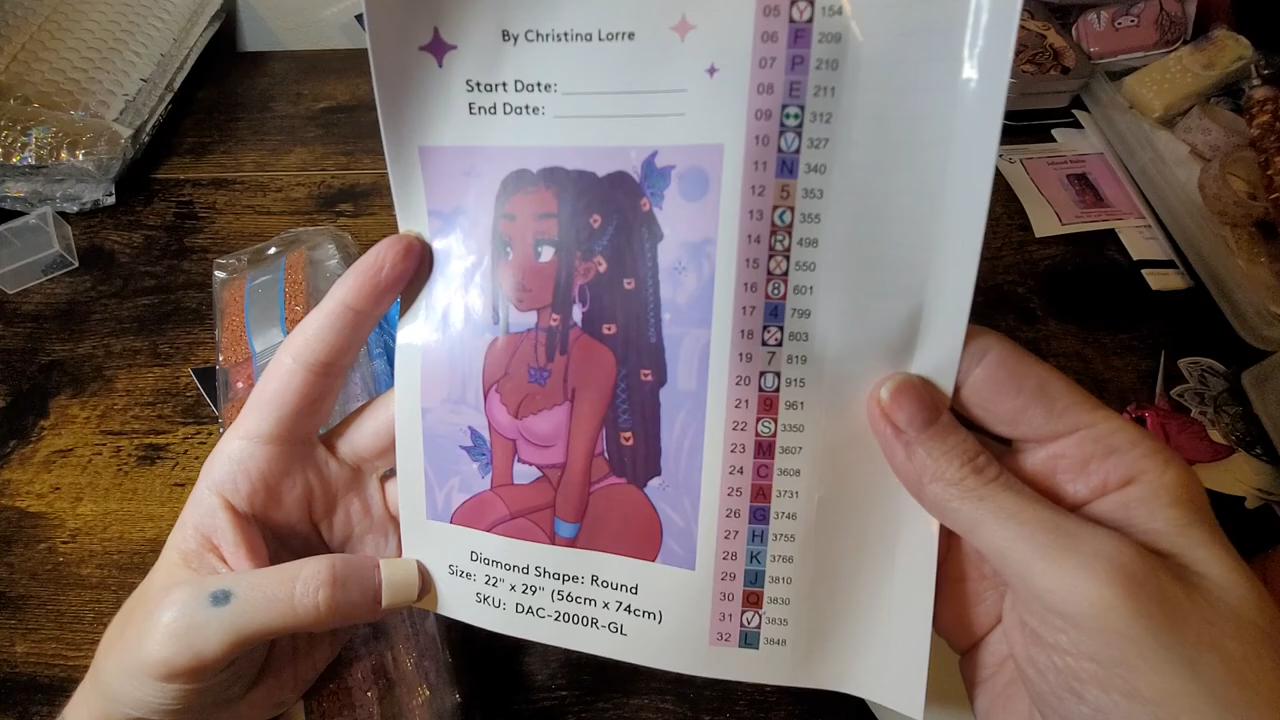 By Christina Lorre
Start Date:
End Date:
Diamond Shape: Round
Size: 22" x 29" (56cm x 74cm)
SKU: DAC-2000R-GL
05 Y 154
06 F 209
07 P 210
08 E 211
09 312
10 V 327
11 N 340
12 5 353
13 355
14 R 498
15 X 550
16 8 601
17 4 799
18 % 603
19 7 819
20 U 915
21 9 961
22 S 3350
23 M 3607
24 C 3608
25 A 3731
26 G 3746
27 H 3755
28 K 3766
29 J 3810
30 Q 3830
31 ✓ 3835
32 L 3848
Island Babe